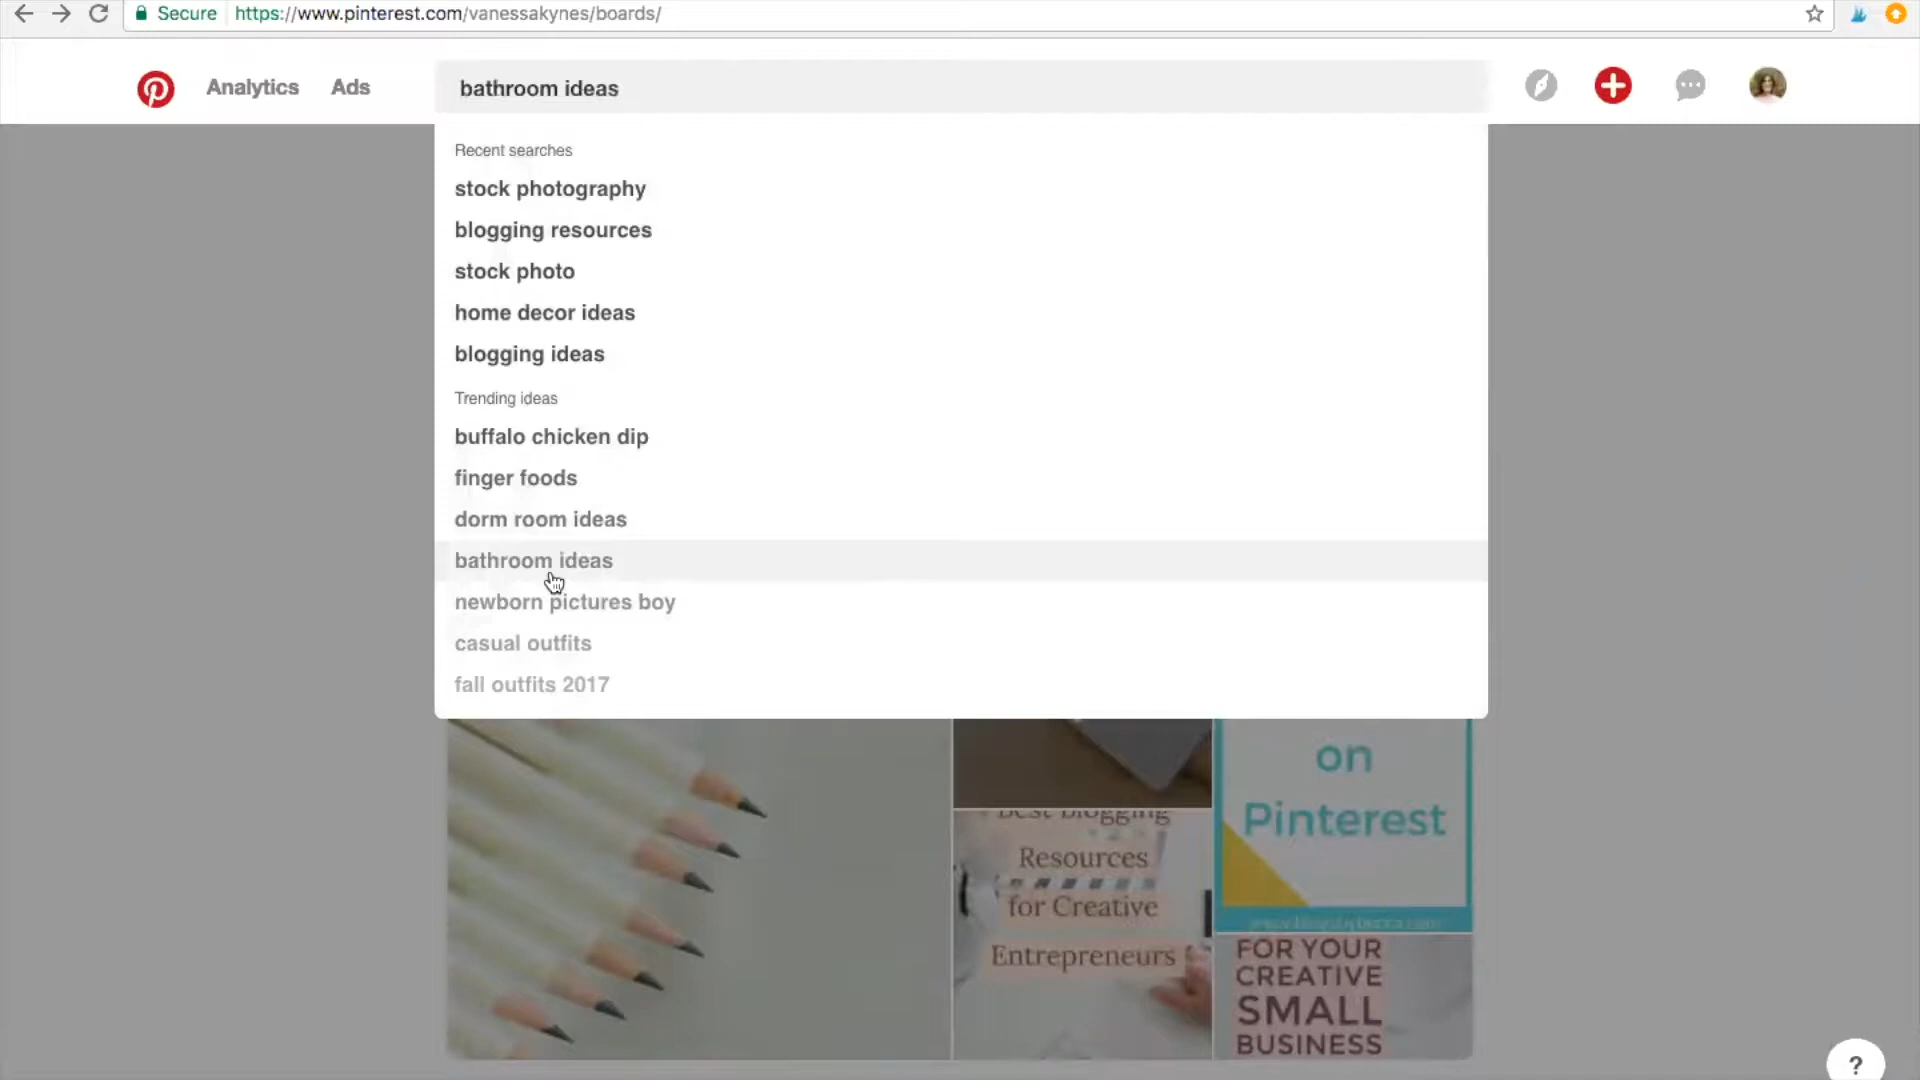 Secure https://www.pinterest.com/vanessakynes/boards/
Analytics Ads bathroom ideas
Recent searches
stock photography
blogging resources
stock photo
home decor ideas
blogging ideas
Trending ideas
buffalo chicken dip
finger foods
dorm room ideas
bathroom ideas
newborn pictures boy
casual outfits
fall outfits 2017
Best Blogging
Resources
for Creative
Entrepreneurs
on
Pinterest
FOR YOUR
CREATIVE
SMALL
BUSINESS
?